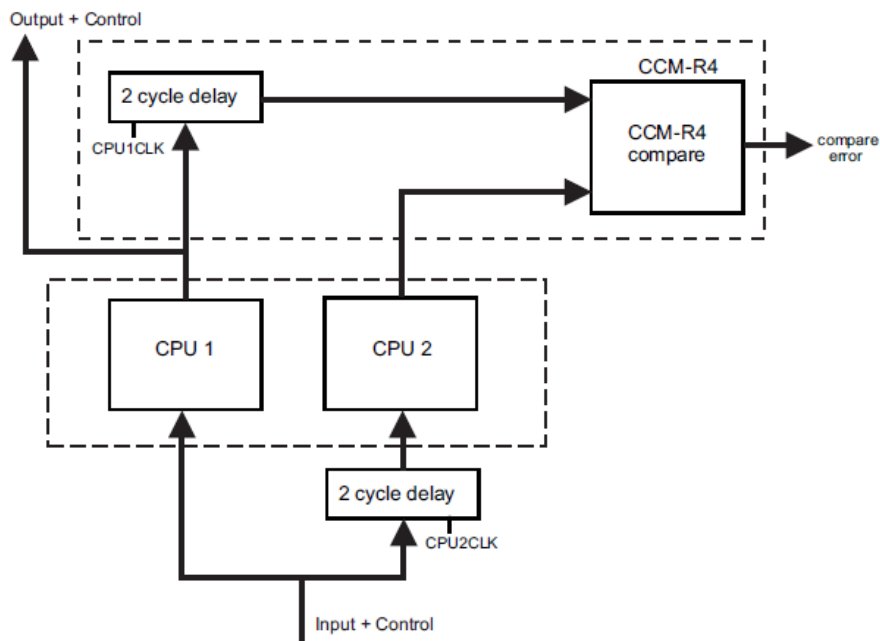 Output + Control
CCM-R4
2 cycle delay
CPU1CLK
CCM-R4
compare
compare
error
CPU 1
CPU 2
2 cycle delay
CPU2CLK
Input + Control